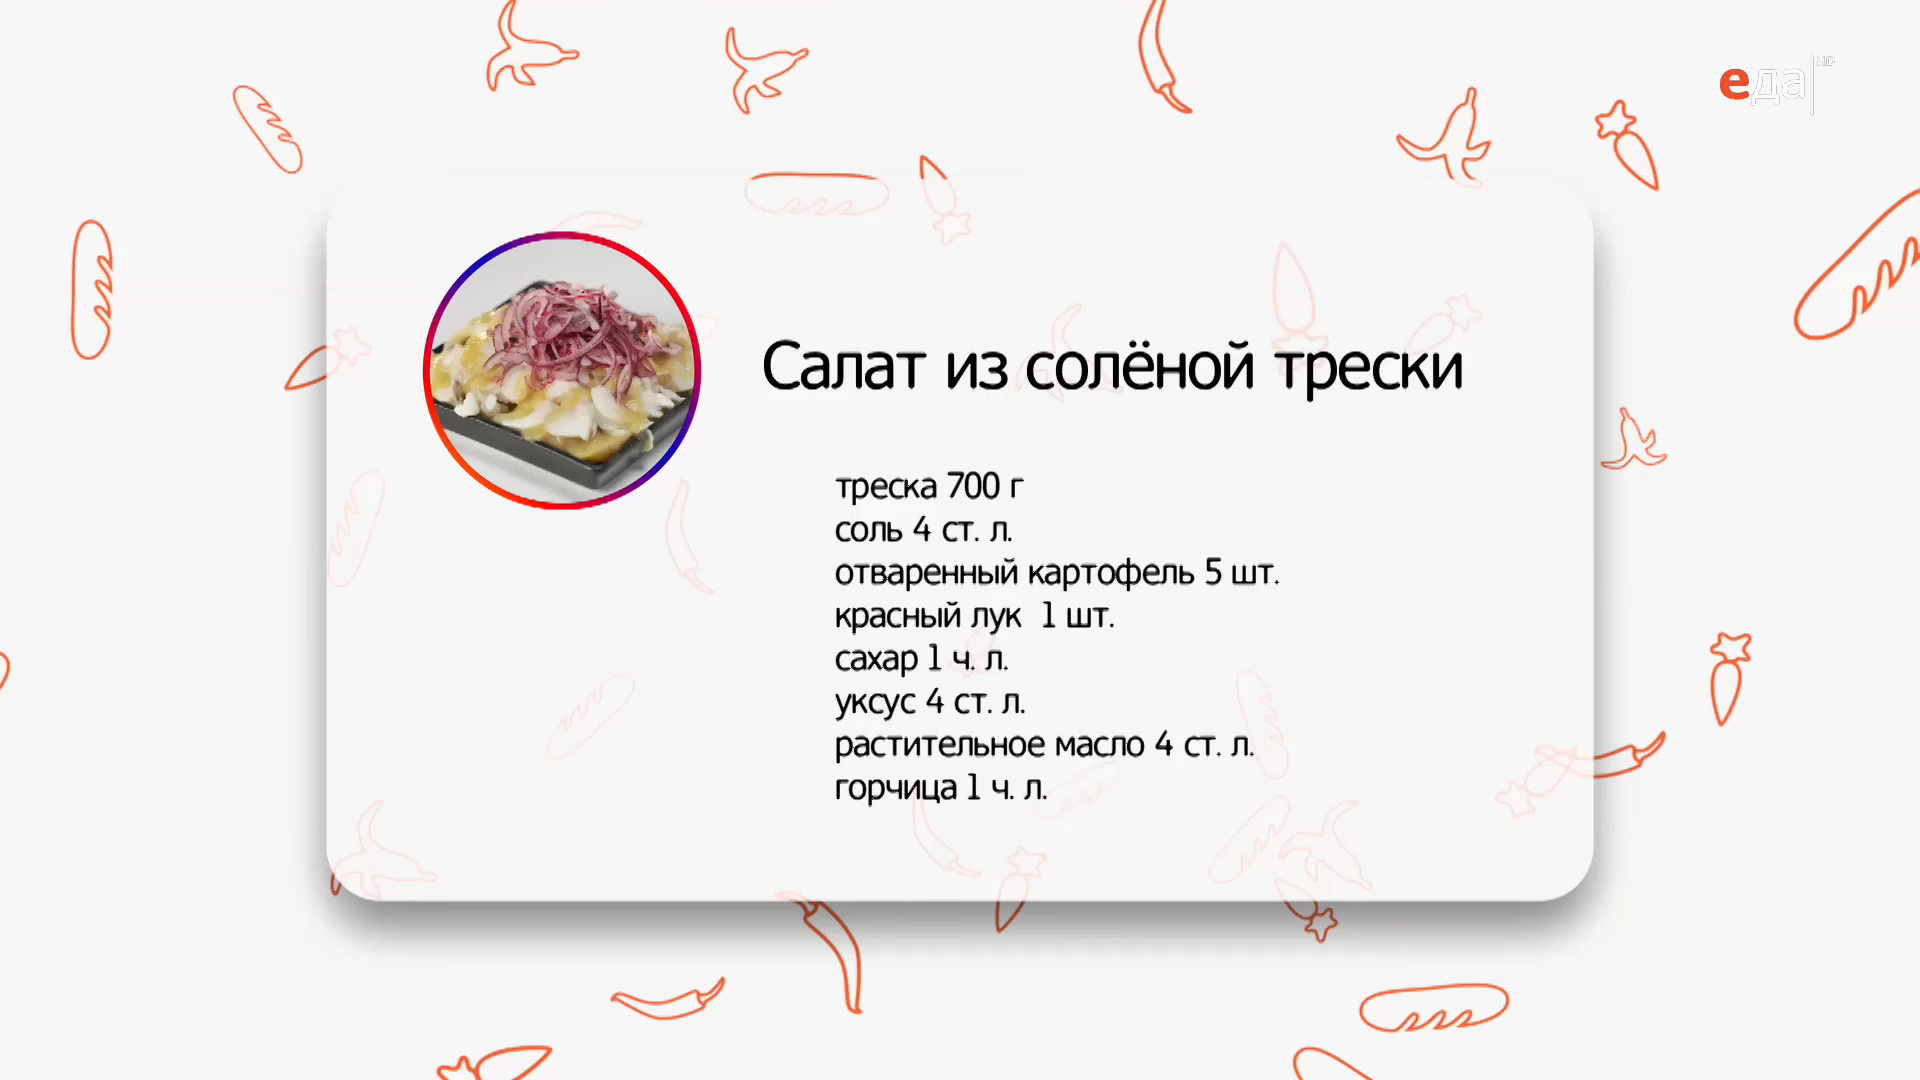 еда HD
Салат из солёной трески
треска 700 г
соль 4 ст. л.
отваренный картофель 5 шт.
красный лук 1 шт.
сахар 1 ч. л.
уксус 4 ст. л.
растительное масло 4 ст. л.
горчица 1 ч. л.